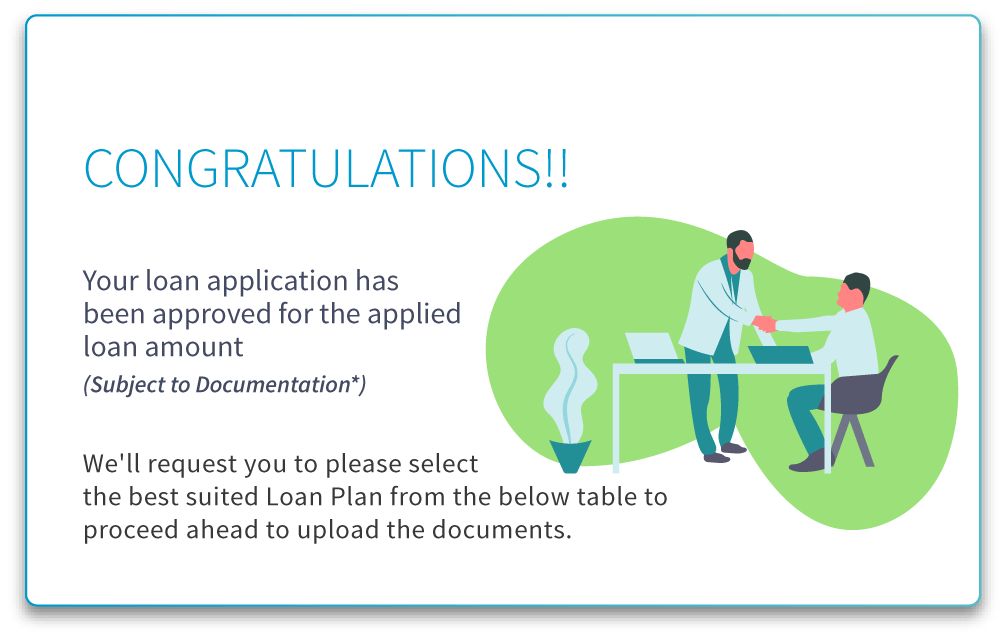 CONGRATULATIONS!!
Your loan application has
been approved for the applied
loan amount
(Subject to Documentation*)
We'll request you to please select
the best suited Loan Plan from the below table to
proceed ahead to upload the documents.